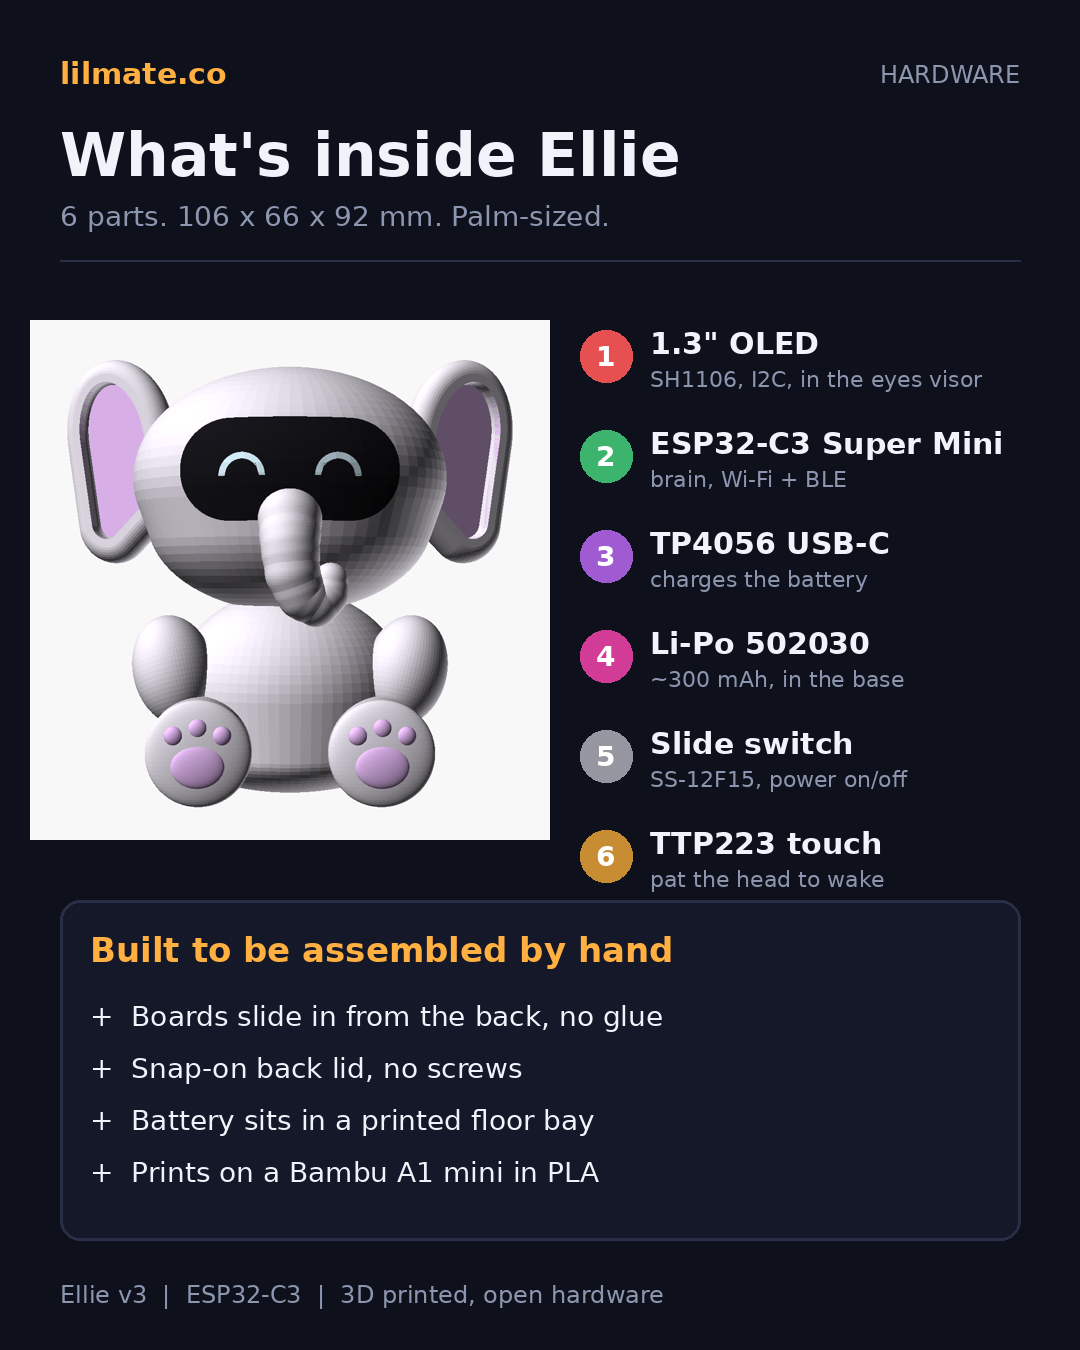 lilmate.co
HARDWARE
What's inside Ellie
6 parts. 106 x 66 x 92 mm. Palm-sized.
1
1.3" OLED
SH1106, I2C, in the eyes visor
2
ESP32-C3 Super Mini
brain, Wi-Fi + BLE
3
TP4056 USB-C
charges the battery
4
Li-Po 502030
~300 mAh, in the base
5
Slide switch
SS-12F15, power on/off
6
TTP223 touch
pat the head to wake
Built to be assembled by hand
+ Boards slide in from the back, no glue
+ Snap-on back lid, no screws
+ Battery sits in a printed floor bay
+ Prints on a Bambu A1 mini in PLA
Ellie v3 | ESP32-C3 | 3D printed, open hardware